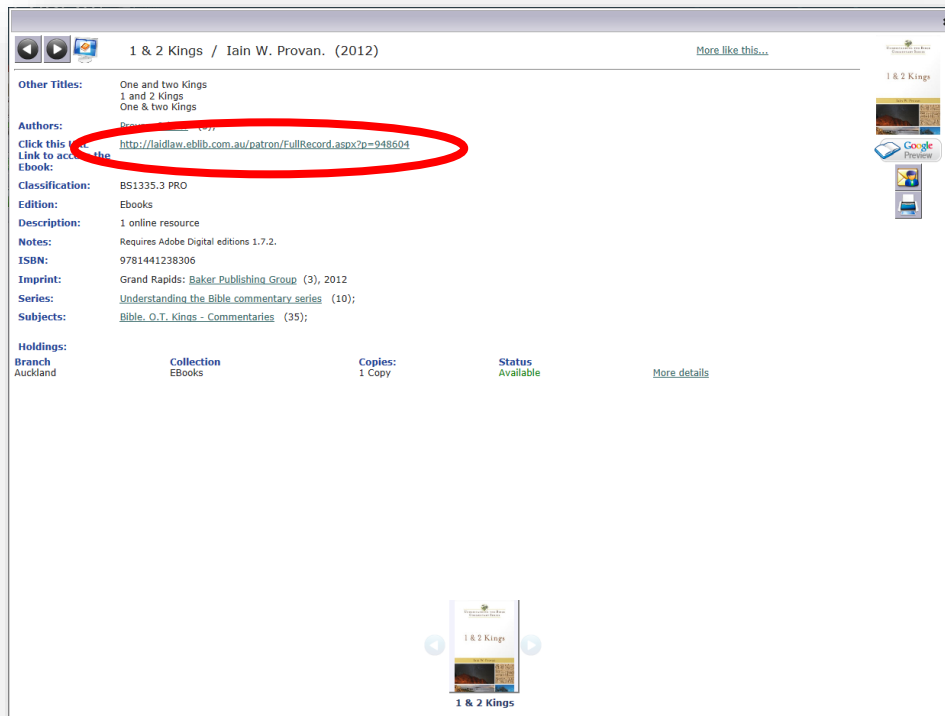 1 & 2 Kings / Iain W. Provan. (2012)
More like this...
Other Titles: One and two Kings
1 and 2 Kings
One & two Kings
Authors:
Click this URL http://laidlaw.eblib.com.au/patron/FullRecord.aspx?p=948604
Link to access the
Ebook:
Classification: BS1335.3 PRO
Edition: Ebooks
Description: 1 online resource
Notes: Requires Adobe Digital editions 1.7.2.
ISBN: 9781441238306
Imprint: Grand Rapids: Baker Publishing Group (3), 2012
Series: Understanding the Bible commentary series (10);
Subjects: Bible. O.T. Kings - Commentaries (35);
Holdings:
Branch Collection Copies: Status
Auckland EBooks 1 Copy Available More details
1 & 2 Kings
Google
Preview
1 & 2 Kings
1 & 2 Kings